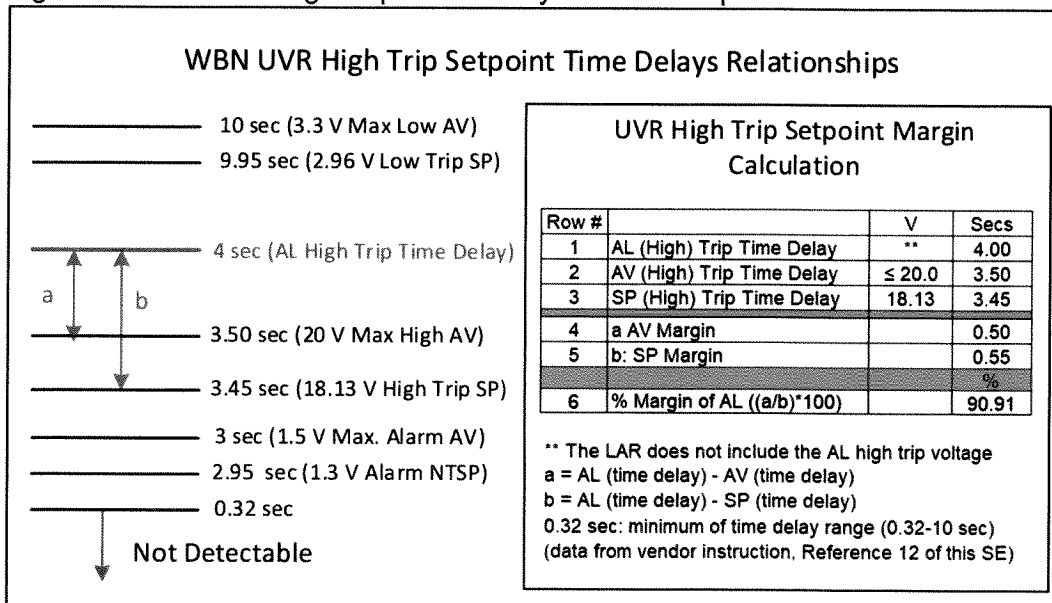 WBN UVR High Trip Setpoint Time Delays Relationships
10 sec (3.3 V Max Low AV)
9.95 sec (2.96 V Low Trip SP)
4 sec (AL High Trip Time Delay)
a
b
3.50 sec (20 V Max High AV)
3.45 sec (18.13 V High Trip SP)
3 sec (1.5 V Max. Alarm AV)
2.95 sec (1.3 V Alarm NTSP)
0.32 sec
Not Detectable
UVR High Trip Setpoint Margin
Calculation
Row # V Secs
1 AL (High) Trip Time Delay ** 4.00
2 AV (High) Trip Time Delay ≤ 20.0 3.50
3 SP (High) Trip Time Delay 18.13 3.45
4 a AV Margin 0.50
5 b: SP Margin 0.55
%
6 % Margin of AL ((a/b)*100) 90.91
** The LAR does not include the AL high trip voltage
a = AL (time delay) - AV (time delay)
b = AL (time delay) - SP (time delay)
0.32 sec: minimum of time delay range (0.32-10 sec)
(data from vendor instruction, Reference 12 of this SE)